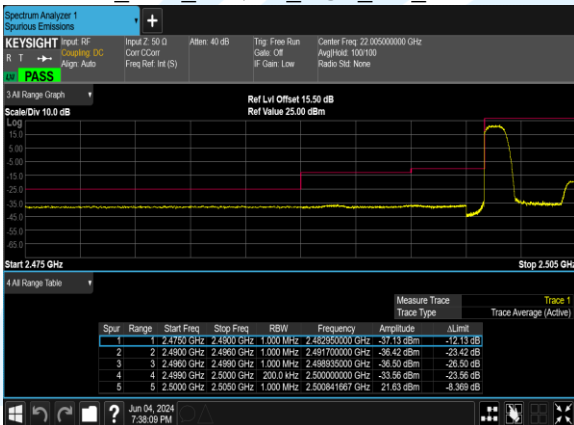 Spectrum Analyzer 1
Spurious Emissions
+
KEYSIGHT Input: RF Input Z: 50 Ω Atten: 40 dB Trig: Free Run Center Freq: 22.005000000 GHz
R T Coupling: DC Corr CCorr Gate: Off Avg|Hold: 100/100
Align: Auto Freq Ref: Int (S) IF Gain: Low Radio Std: None
PASS
3 All Range Graph
Ref Lvl Offset 15.50 dB
Scale/Div 10.0 dB Ref Value 25.00 dBm
Log
15.0
5.00
-5.00
-15.0
-25.0
-35.0
-45.0
-55.0
-65.0
Start 2.475 GHz Stop 2.505 GHz
4 All Range Table
Measure Trace Trace 1
Trace Type Trace Average (Active)
Spur Range Start Freq Stop Freq RBW Frequency Amplitude ΔLimit
1 1 2.4750 GHz 2.4900 GHz 1.000 MHz 2.482950000 GHz -37.13 dBm -12.13 dB
2 2 2.4900 GHz 2.4960 GHz 1.000 MHz 2.491700000 GHz -36.42 dBm -23.42 dB
3 3 2.4960 GHz 2.4990 GHz 1.000 MHz 2.498935000 GHz -36.50 dBm -26.50 dB
4 4 2.4990 GHz 2.5000 GHz 200.0 kHz 2.500000000 GHz -33.56 dBm -23.56 dB
5 5 2.5000 GHz 2.5050 GHz 1.000 MHz 2.500841667 GHz 21.63 dBm -8.369 dB
? Jun 04, 2024
7:38:09 PM